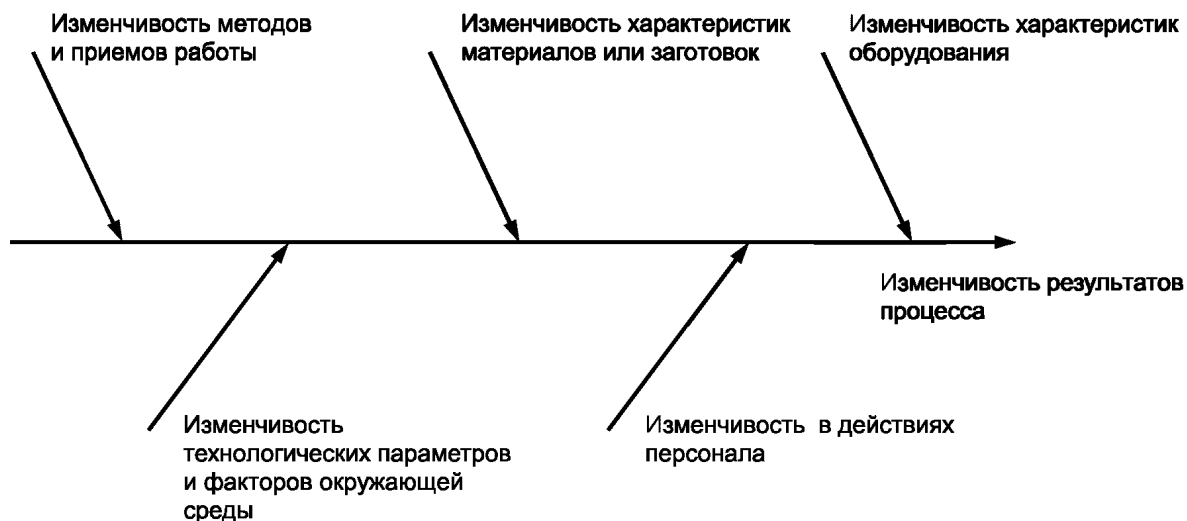 Изменчивость методов
и приемов работы
Изменчивость характеристик
материалов или заготовок
Изменчивость характеристик
оборудования
Изменчивость результатов
процесса
Изменчивость
технологических параметров
и факторов окружающей
среды
Изменчивость в действиях
персонала